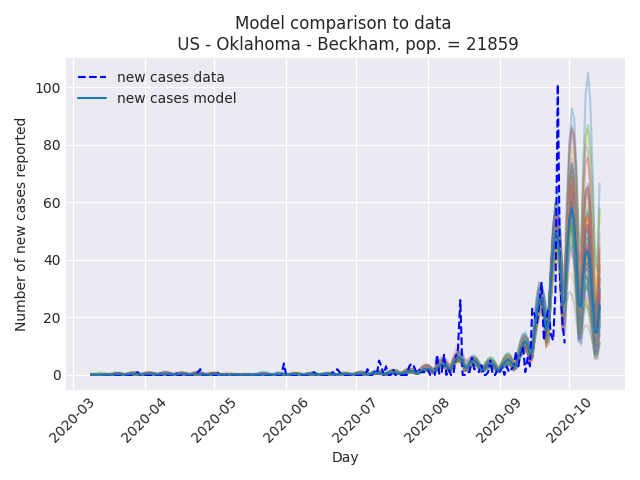 Model comparison to data
US - Oklahoma - Beckham, pop. = 21859
new cases data
new cases model
Number of new cases reported
100
80
60
40
20
0
2020-03
2020-04
2020-05
2020-06
2020-07
2020-08
2020-09
2020-10
Day